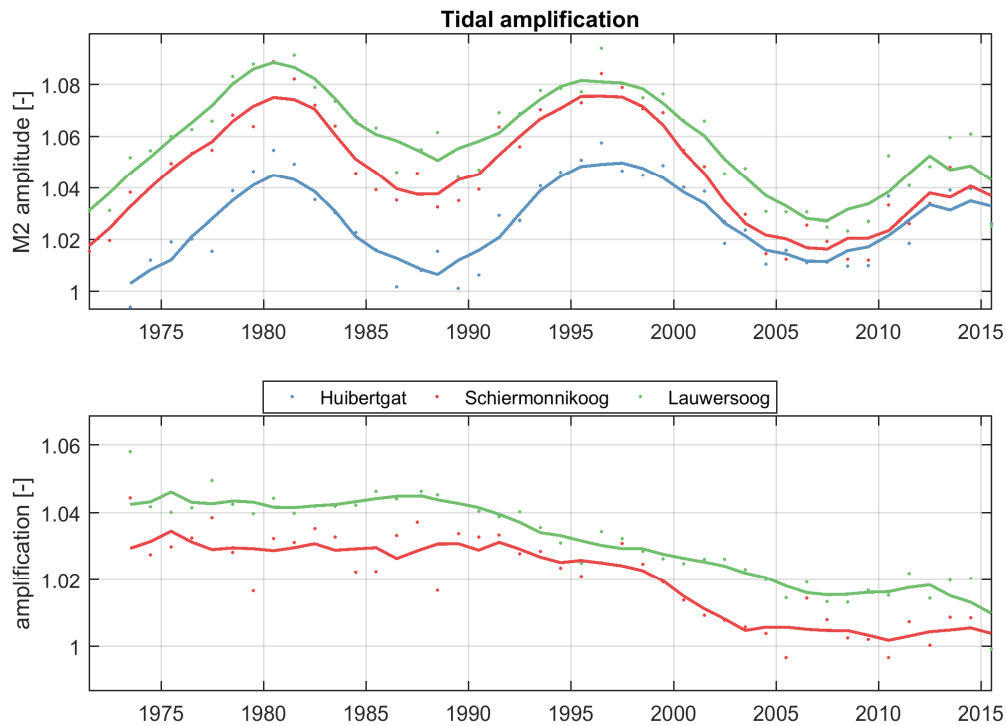 Tidal amplification
M2 amplitude [-]
1.08
1.06
1.04
1.02
1
1975 1980 1985 1990 1995 2000 2005 2010 2015
Huibertgat Schiermonnikoog Lauwersoog
amplification [-]
1.06
1.04
1.02
1
1975 1980 1985 1990 1995 2000 2005 2010 2015